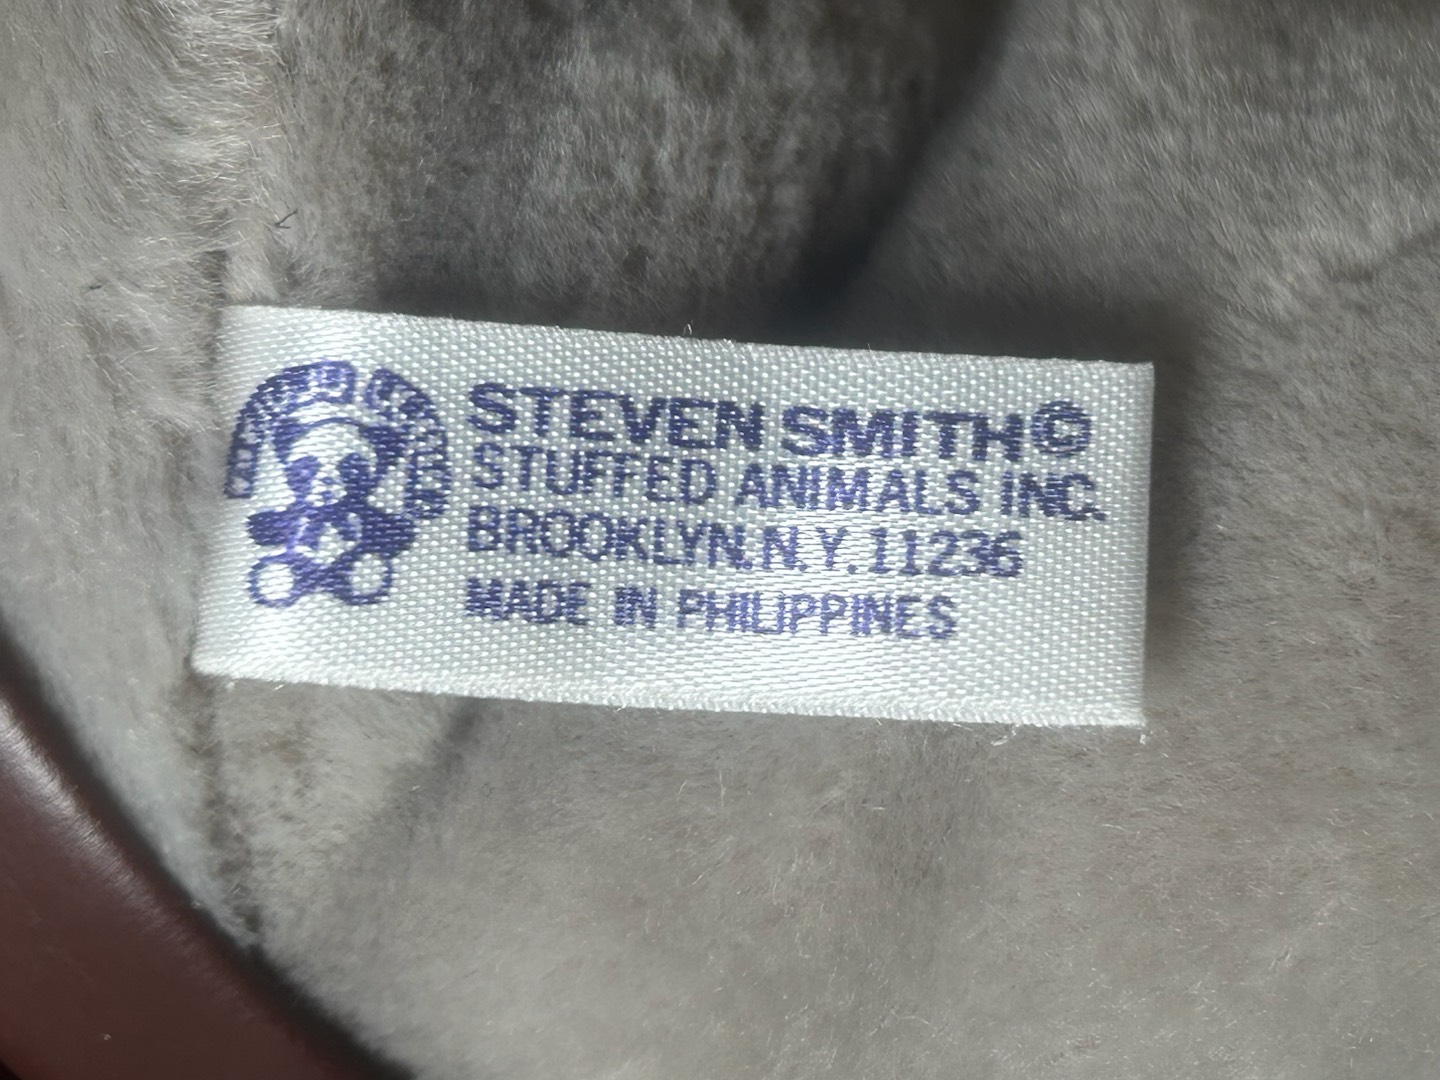 STEVEN SMITH©
STUFFED ANIMALS INC.
BROOKLYN.N.Y.11236
MADE IN PHILIPPINES